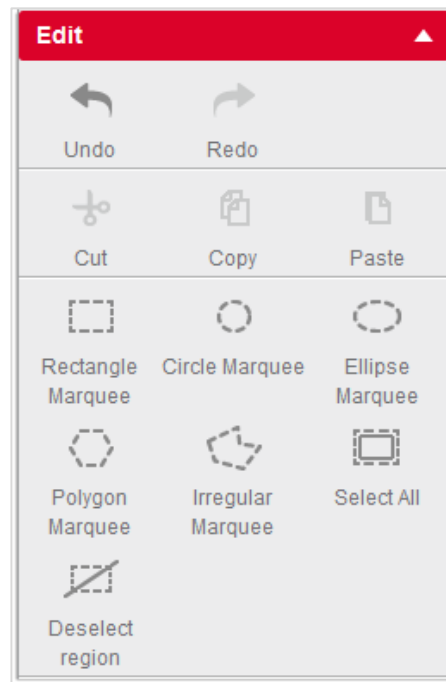 Edit
Undo Redo
Cut Copy Paste
Rectangle Marquee
Circle Marquee
Ellipse Marquee
Polygon Marquee
Irregular Marquee
Select All
Deselect region